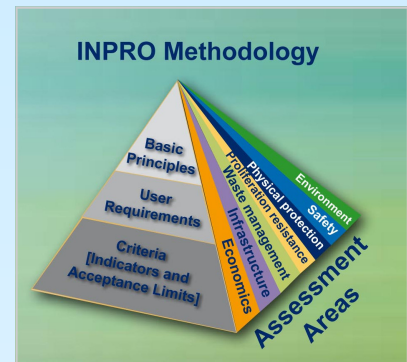 INPRO Methodology
Basic
Principles
User
Requirements
Criteria
[Indicators and
Acceptance Limits]
Economics
Infrastructure
Waste management
Proliferation resistance
Physical protection
Safety
Environment
Assessment
Areas